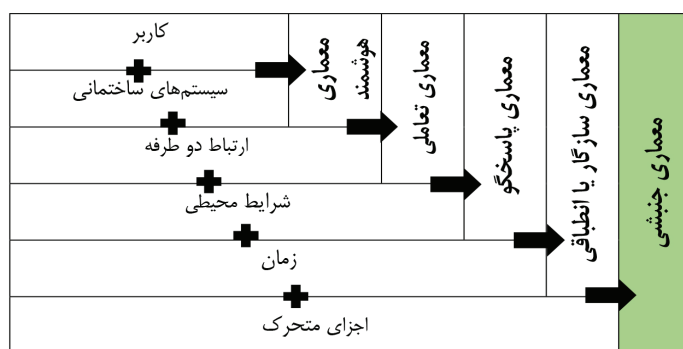 کاربر
سیستم‌های ساختمانی
ارتباط دو طرفه
شرایط محیطی
زمان
اجزای متحرک
معماری
هوشمند
معماری تعاملی
معماری پاسخگو
معماری سازگار یا انطباقی
معماری جنبشی